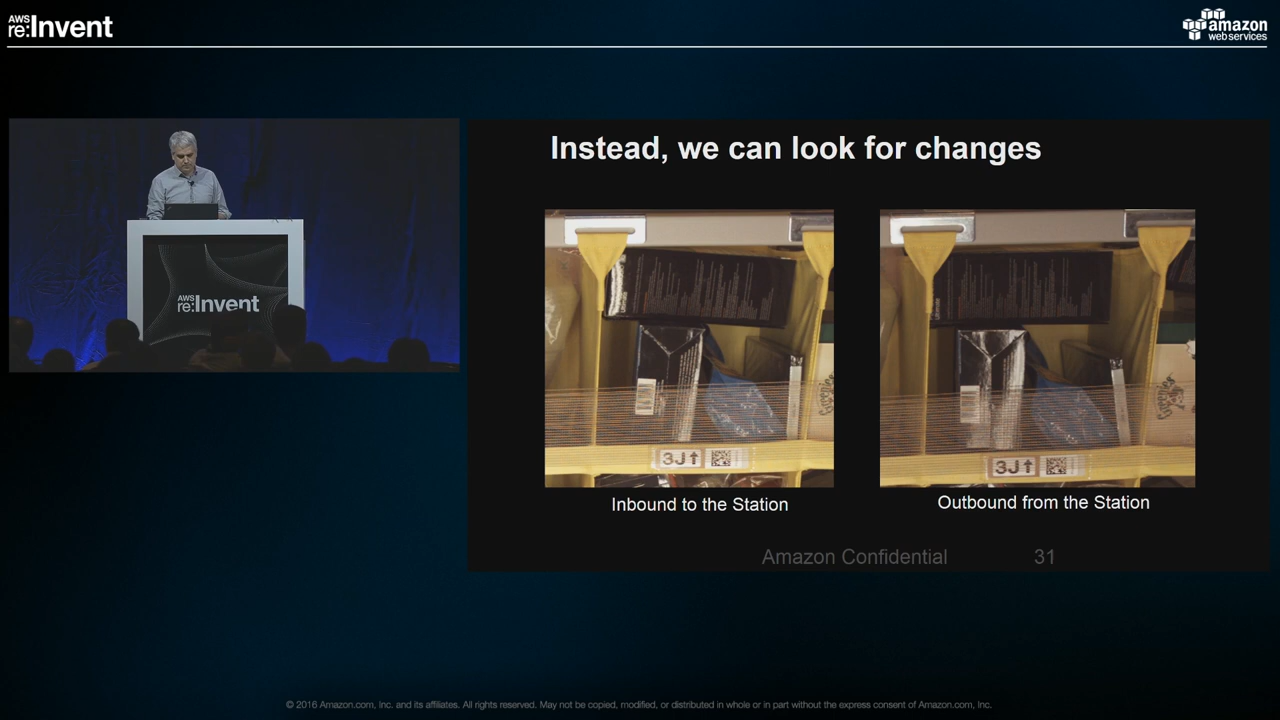 AWS
re:Invent
amazon
webservices
Instead, we can look for changes
AWS
re:Invent
3J↑
3J↑
Inbound to the Station
Outbound from the Station
Amazon Confidential 31
© 2016 Amazon.com, Inc. and its affiliates. All rights reserved. May not be copied, modified, or distributed in whole or in part without the express consent of Amazon.com, Inc.